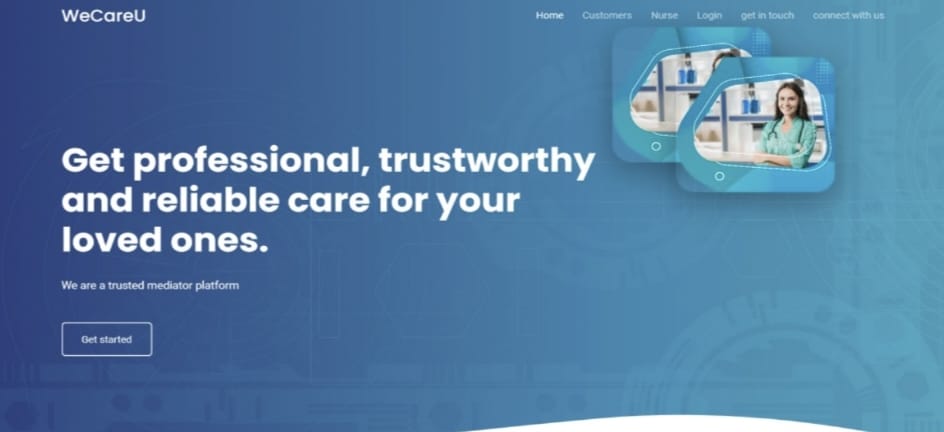 WeCareU
Home Customers Nurse Login get in touch connect with us
Get professional, trustworthy
and reliable care for your
loved ones.
We are a trusted mediator platform
Get started